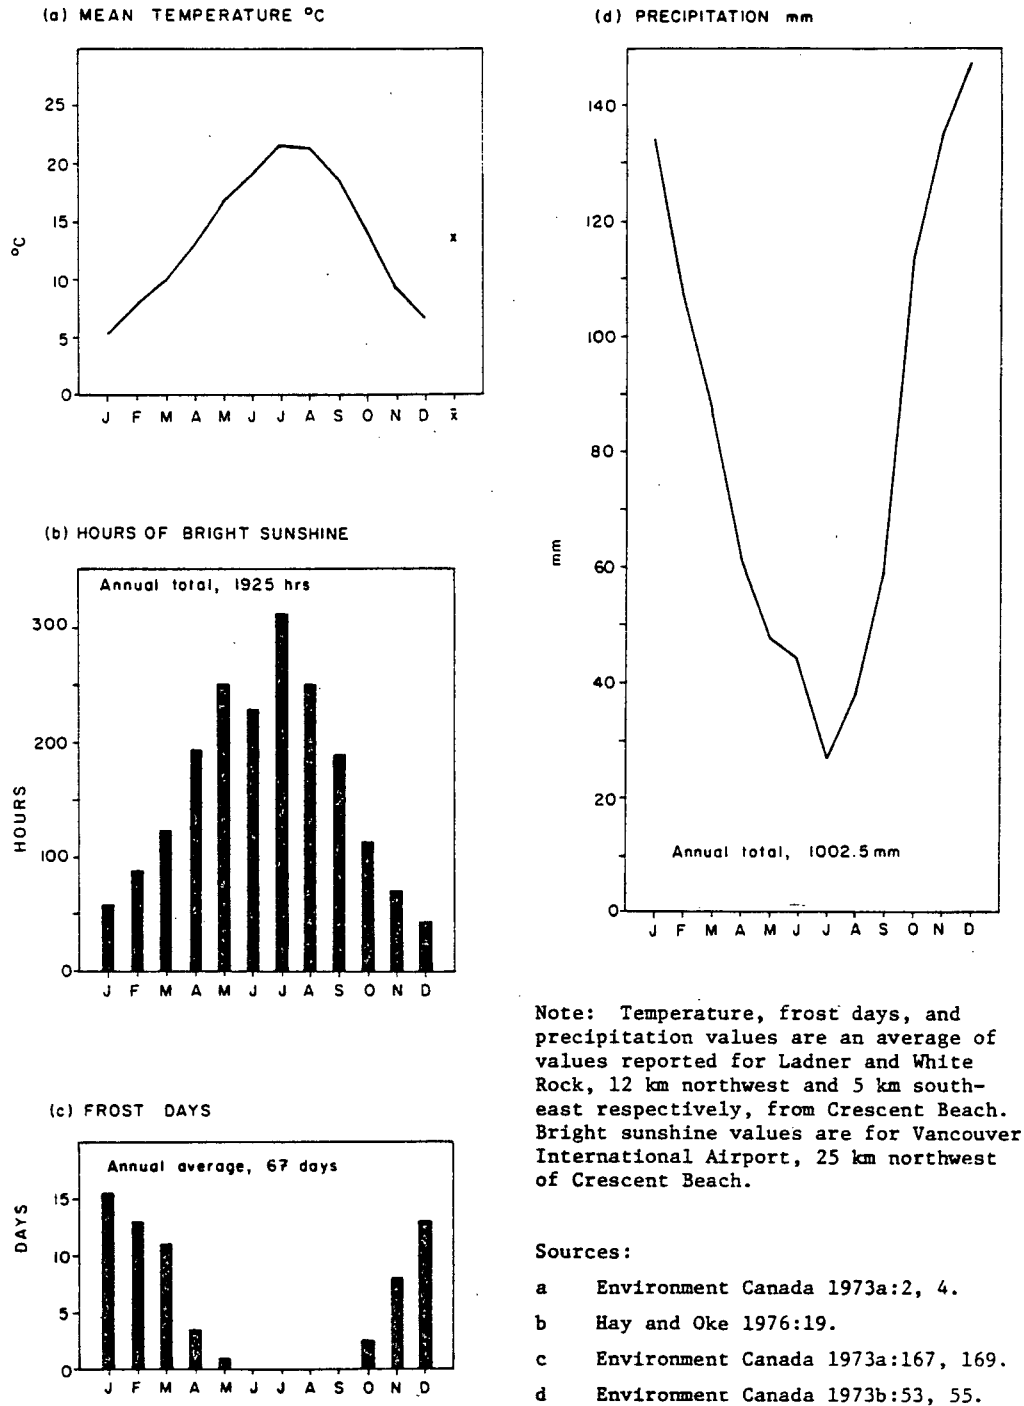 (a) MEAN TEMPERATURE °C
25
20
15
10
5
0
°C
x
J F M A M J J A S O N D x̄
(b) HOURS OF BRIGHT SUNSHINE
Annual total, 1925 hrs
300
200
100
0
HOURS
J F M A M J J A S O N D
(c) FROST DAYS
Annual average, 67 days
15
10
5
0
DAYS
J F M A M J J A S O N D
(d) PRECIPITATION mm
140
120
100
80
60
40
20
0
mm
Annual total, 1002.5mm
J F M A M J J A S O N D
Note: Temperature, frost days, and
precipitation values are an average of
values reported for Ladner and White
Rock, 12 km northwest and 5 km south-
east respectively, from Crescent Beach.
Bright sunshine values are for Vancouver
International Airport, 25 km northwest
of Crescent Beach.
Sources:
a Environment Canada 1973a:2, 4.
b Hay and Oke 1976:19.
c Environment Canada 1973a:167, 169.
d Environment Canada 1973b:53, 55.